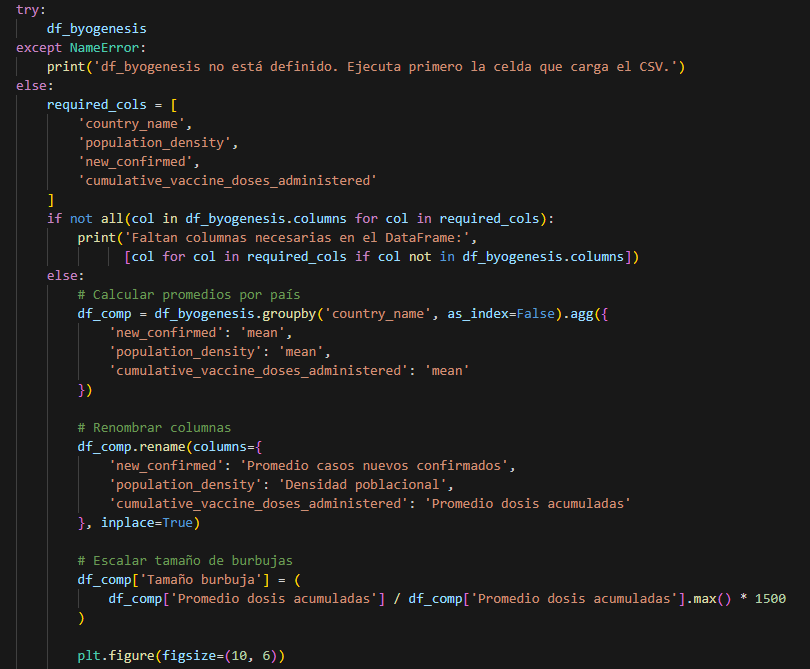 try:
    df_byogenesis
except NameError:
    print('df_byogenesis no está definido. Ejecuta primero la celda que carga el CSV.')
else:
    required_cols = [
        'country_name',
        'population_density',
        'new_confirmed',
        'cumulative_vaccine_doses_administered'
    ]
    if not all(col in df_byogenesis.columns for col in required_cols):
        print('Faltan columnas necesarias en el DataFrame:',
              [col for col in required_cols if col not in df_byogenesis.columns])
    else:
        # Calcular promedios por país
        df_comp = df_byogenesis.groupby('country_name', as_index=False).agg({
            'new_confirmed': 'mean',
            'population_density': 'mean',
            'cumulative_vaccine_doses_administered': 'mean'
        })

        # Renombrar columnas
        df_comp.rename(columns={
            'new_confirmed': 'Promedio casos nuevos confirmados',
            'population_density': 'Densidad poblacional',
            'cumulative_vaccine_doses_administered': 'Promedio dosis acumuladas'
        }, inplace=True)

        # Escalar tamaño de burbujas
        df_comp['Tamaño burbuja'] = (
            df_comp['Promedio dosis acumuladas'] / df_comp['Promedio dosis acumuladas'].max() * 1500
        )

        plt.figure(figsize=(10, 6))